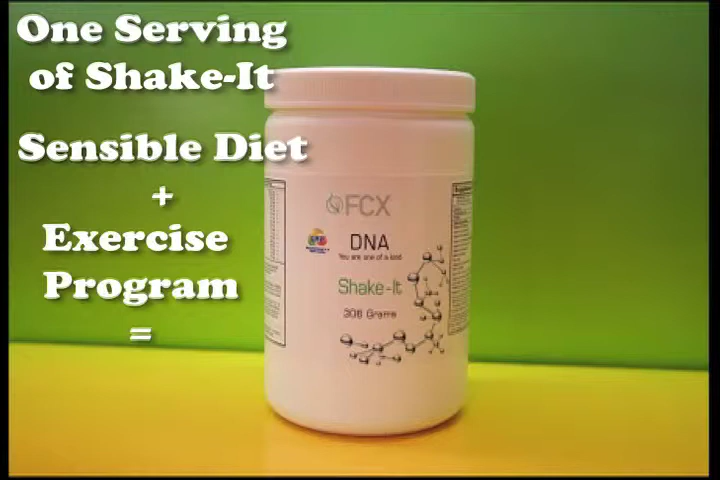 One Serving
of Shake-It
Sensible Diet
+
Exercise
Program
=
FCX
DNA
You are one of a kind
Shake-It
306 Grams